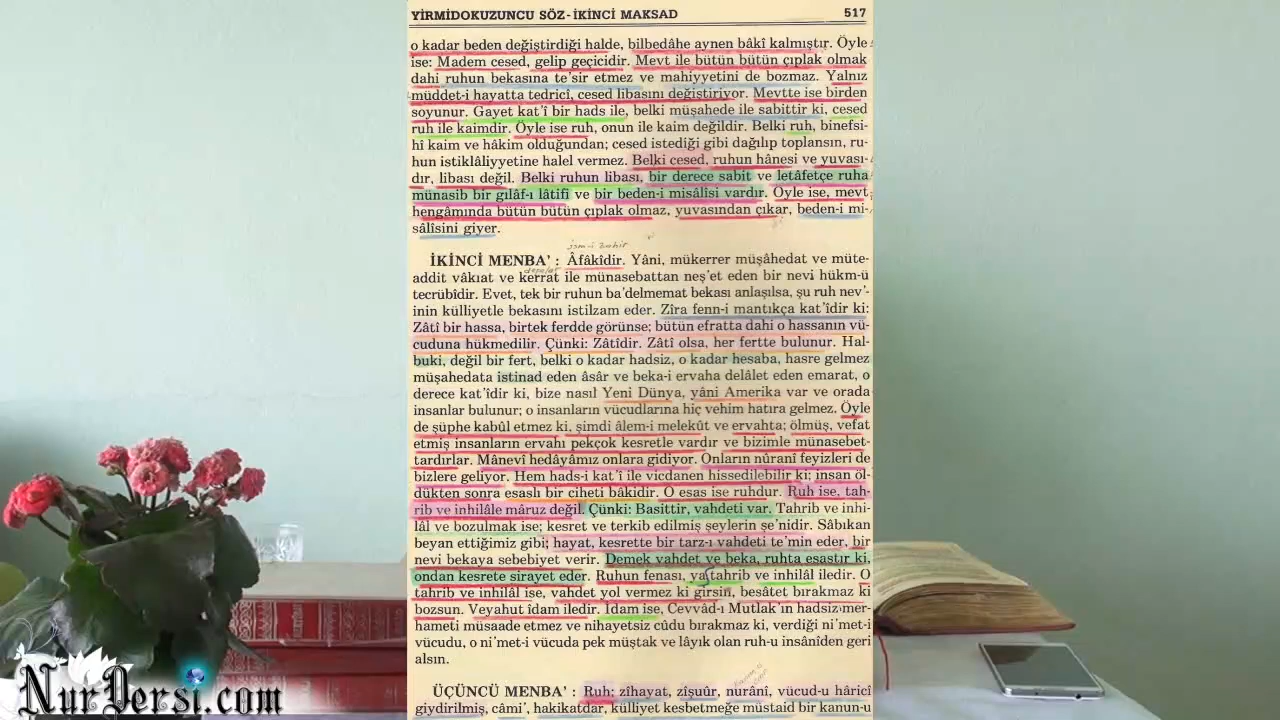 YİRMİDOKUZUNCU SÖZ - İKİNCİ MAKSAD 517
o kadar beden değiştirdiği halde, bilbedâhe aynen bâkî kalmıştır. Öyle
ise: Madem cesed, gelip geçicidir. Mevt ile bütün bütün çıplak olmak
dahi ruhun bekasına te'sir etmez ve mahiyyetini de bozmaz. Yalnız
müddet-i hayatta tedricî, cesed libasını değiştiriyor. Mevtte ise birden
soyunur. Gayet kat'î bir hads ile, belki müşahede ile sabittir ki, cesed
ruh ile kaimdir. Öyle ise ruh, onun ile kaim değildir. Belki ruh, binefsi-
hî kaim ve hâkim olduğundan; cesed istediği gibi dağılıp toplansın, ru-
hun istiklâliyyetine halel vermez. Belki cesed, ruhun hânesi ve yuvası-
dır, libası değil. Belki ruhun libası, bir derece sabit ve letâfetçe ruha
münasib bir gılâf-ı lâtifi ve bir beden-i misâlîsi vardır. Öyle ise, mevt
hengâmında bütün bütün çıplak olmaz, yuvasından çıkar, beden-i mi-
sâlîsini giyer.
ism-i zahir
İKİNCİ MENBA' : Âfâkîdir. Yâni, mükerrer müşâhedat ve müte-
addit vâkıat ve kerrat ile münasebattan neş'et eden bir nevi hükm-ü
tecrübîdir. Evet, tek bir ruhun ba'delmemat bekası anlaşılsa, şu ruh nev'-
inin külliyetle bekasını istilzam eder. Zîra fenn-i mantıkça kat'îdir ki:
Zâtî bir hassa, birtek ferdde görünse; bütün efratta dahi o hassanın vü-
cuduna hükmedilir. Çünki: Zâtîdir. Zâtî olsa, her fertte bulunur. Hal-
buki, değil bir fert, belki o kadar hadsiz, o kadar hesaba, hasre gelmez
müşahedata istinad eden âsâr ve beka-i ervaha delâlet eden emarat, o
derece kat'îdir ki, bize nasıl Yeni Dünya, yâni Amerika var ve orada
insanlar bulunur; o insanların vücudlarına hiç vehim hatıra gelmez. Öyle
de şüphe kabul etmez ki, şimdi âlem-i melekût ve ervahta; ölmüş, vefat
etmiş insanların ervahı pekçok kesretle vardır ve bizimle münasebet-
tardırlar. Mânevî hedâyâmız onlara gidiyor. Onların nûranî feyizleri de
bizlere geliyor. Hem hads-i kat'î ile vicdanen hissedilebilir ki; insan öl-
dükten sonra esaslı bir ciheti bâkidir. O esas ise ruhdur. Ruh ise, tah-
rib ve inhilâle mâruz değil. Çünki: Basittir, vahdeti var. Tahrib ve inhi-
lâl ve bozulmak ise; kesret ve terkib edilmiş şeylerin şe'nidir. Sâbıkan
beyan ettiğimiz gibi; hayat, kesrette bir tarz-ı vahdeti te'min eder, bir
nevi bekaya sebebiyet verir. Demek vahdet ve beka, ruhta esastır ki,
ondan kesrete sirayet eder. Ruhun fenası, ya tahrib ve inhilâl iledir. O
tahrib ve inhilâl ise, vahdet yol vermez ki girsin, besâtet bırakmaz ki
bozsun. Veyahut îdam iledir. İdam ise, Cevvâd-ı Mutlak'ın hadsiz mer-
hameti müsaade etmez ve nihayetsiz cûdu bırakmaz ki, verdiği ni'met-i
vücudu, o ni'met-i vücuda pek müştak ve lâyık olan ruh-u insânîden geri
alsın.
ÜÇÜNCÜ MENBA' : Ruh; zîhayat, zîşuûr, nurânî, vücud-u hâricî
giydirilmiş, câmi', hakikatdar, külliyet kesbetmeğe müstaid bir kanun-u
NurDersi.com